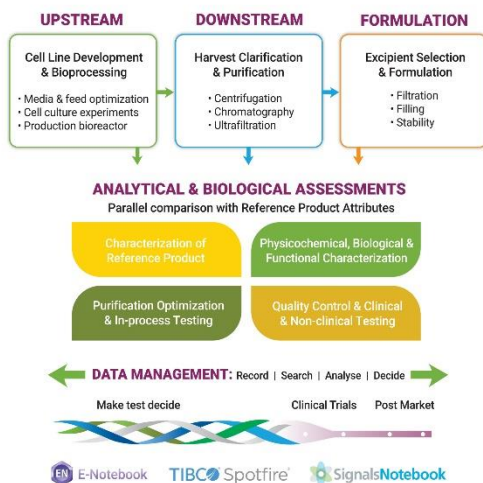 UPSTREAM
DOWNSTREAM
FORMULATION
Cell Line Development
& Bioprocessing
• Media & feed optimization
• Cell culture experiments
• Production bioreactor
Harvest Clarification
& Purification
• Centrifugation
• Chromatography
• Ultrafiltration
Excipient Selection
& Formulation
• Filtration
• Filling
• Stability
ANALYTICAL & BIOLOGICAL ASSESSMENTS
Parallel comparison with Reference Product Attributes
Characterization of
Reference Product
Physicochemical, Biological &
Functional Characterization
Purification Optimization
& In-process Testing
Quality Control & Clinical
& Non-clinical Testing
DATA MANAGEMENT: Record | Search | Analyse | Decide
Make test decide
Clinical Trials
Post Market
EN E-Notebook
TIBCO Spotfire®
SignalsNotebook